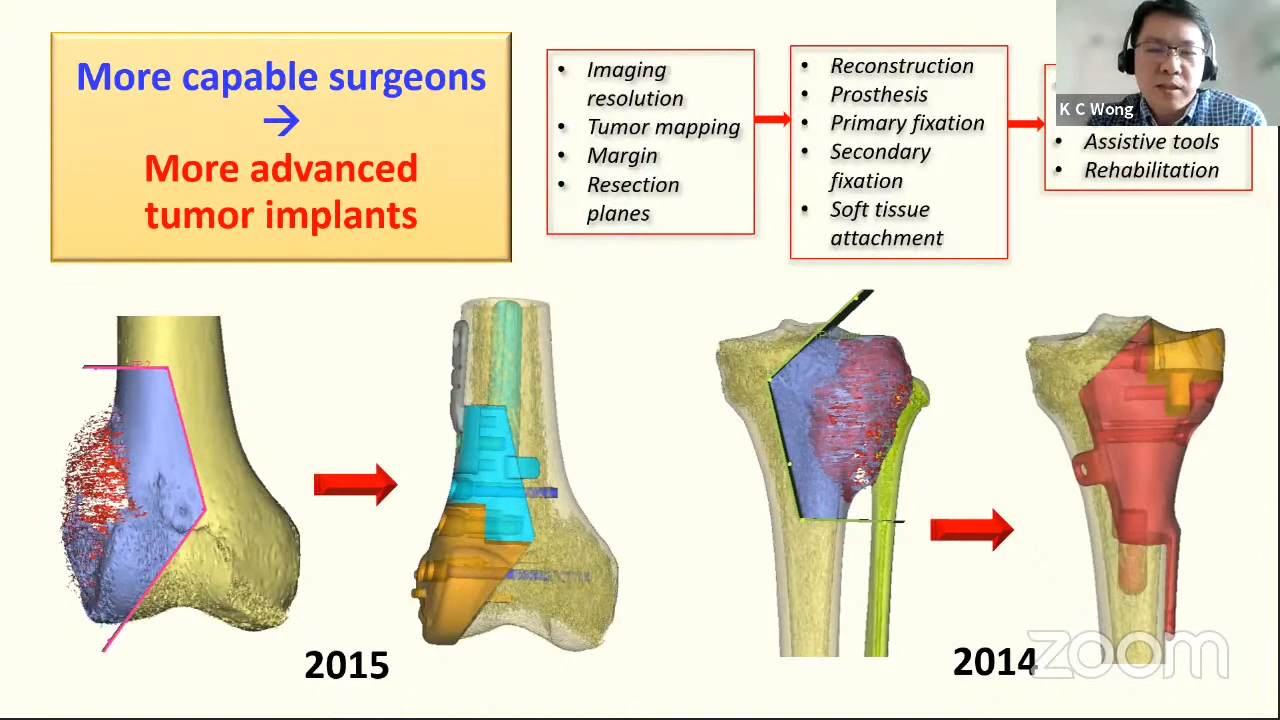 More capable surgeons
→
More advanced
tumor implants
• Imaging
resolution
• Tumor mapping
• Margin
• Resection
planes
• Reconstruction
• Prosthesis
• Primary fixation
• Secondary
fixation
• Soft tissue
attachment
K C Wong
• Assistive tools
• Rehabilitation
2015
2014
zoom